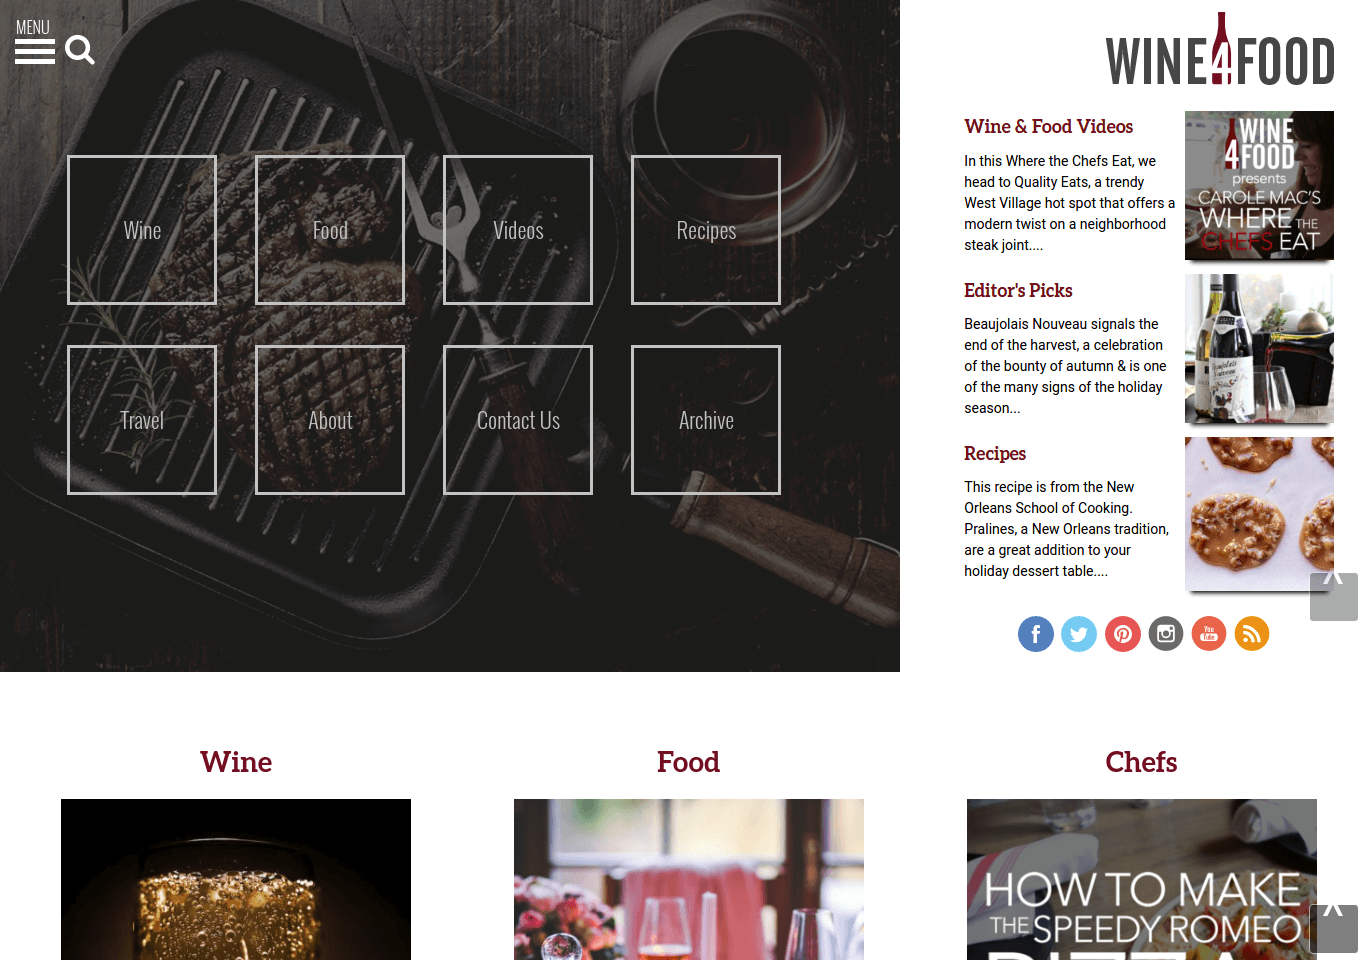 MENU
WINE4FOOD
Wine
Food
Videos
Recipes
Travel
About
Contact Us
Archive
Wine & Food Videos
In this Where the Chefs Eat, we
head to Quality Eats, a trendy
West Village hot spot that offers a
modern twist on a neighborhood
steak joint....
WINE
4FOOD
presents
CAROLE MAC'S
WHERE THE
CHEFS EAT
Editor's Picks
Beaujolais Nouveau signals the
end of the harvest, a celebration
of the bounty of autumn & is one
of the many signs of the holiday
season...
Recipes
This recipe is from the New
Orleans School of Cooking.
Pralines, a New Orleans tradition,
are a great addition to your
holiday dessert table....
You
Tube
Wine
Food
Chefs
HOW TO MAKE
THE SPEEDY ROMEO